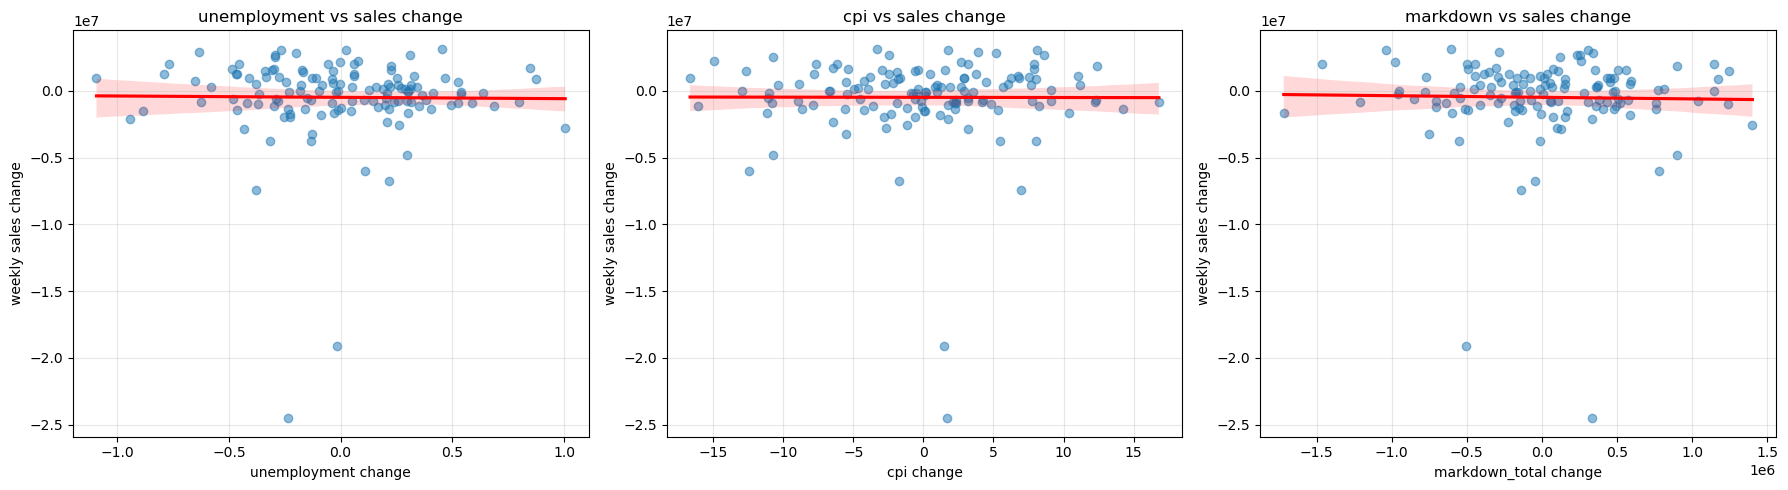 unemployment vs sales change
1e7
0.0
−0.5
−1.0
−1.5
−2.0
−2.5
weekly sales change
−1.0
−0.5
0.0
0.5
1.0
unemployment change
cpi vs sales change
1e7
0.0
−0.5
−1.0
−1.5
−2.0
−2.5
weekly sales change
−15
−10
−5
0
5
10
15
cpi change
markdown vs sales change
1e7
0.0
−0.5
−1.0
−1.5
−2.0
−2.5
weekly sales change
−1.5
−1.0
−0.5
0.0
0.5
1.0
1.5
1e6
markdown_total change